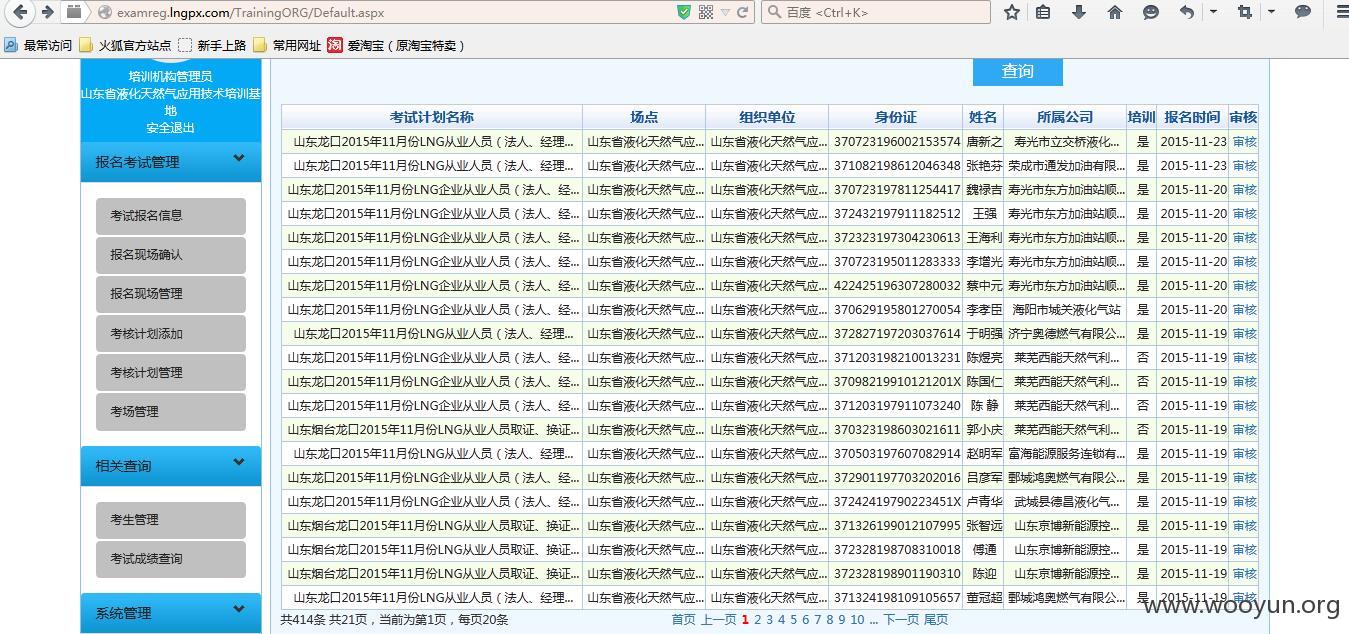 examreg.lngpx.com/TrainingORG/Default.aspx
百度 <Ctrl+K>
最常访问 火狐官方站点 新手上路 常用网址 淘 爱淘宝（原淘宝特卖）
培训机构管理员
山东省液化天然气应用技术培训基
地
安全退出
报名考试管理
考试报名信息
报名现场确认
报名现场管理
考核计划添加
考核计划管理
考场管理
相关查询
考生管理
考试成绩查询
系统管理
查询
考试计划名称 场点 组织单位 身份证 姓名 所属公司 培训 报名时间 审核
山东龙口2015年11月份LNG从业人员（法人、经理... 山东省液化天然气应... 山东省液化天然气应... 370723196002153574 唐新之 寿光市立交桥液化... 是 2015-11-23 审核
山东龙口2015年11月份LNG从业人员（法人、经理... 山东省液化天然气应... 山东省液化天然气应... 371082198612046348 张艳芬 荣成市通发加油有限... 是 2015-11-23 审核
山东龙口2015年11月份LNG企业从业人员（法人、经... 山东省液化天然气应... 山东省液化天然气应... 370723197811254417 魏禄吉 寿光市东方加油站顺... 是 2015-11-20 审核
山东龙口2015年11月份LNG企业从业人员（法人、经... 山东省液化天然气应... 山东省液化天然气应... 372432197911182512 王强 寿光市东方加油站顺... 是 2015-11-20 审核
山东龙口2015年11月份LNG企业从业人员（法人、经... 山东省液化天然气应... 山东省液化天然气应... 372323197304230613 王海利 寿光市东方加油站顺... 是 2015-11-20 审核
山东龙口2015年11月份LNG企业从业人员（法人、经... 山东省液化天然气应... 山东省液化天然气应... 370723195011283333 李增光 寿光市东方加油站顺... 是 2015-11-20 审核
山东龙口2015年11月份LNG企业从业人员（法人、经... 山东省液化天然气应... 山东省液化天然气应... 422425196307280032 蔡中元 寿光市东方加油站顺... 是 2015-11-20 审核
山东龙口2015年11月份LNG企业从业人员（法人、经... 山东省液化天然气应... 山东省液化天然气应... 370629195801270054 李孝臣 海阳市城关液化气站 是 2015-11-20 审核
山东龙口2015年11月份LNG从业人员（法人、经理... 山东省液化天然气应... 山东省液化天然气应... 372827197203037614 于明强 济宁奥德燃气有限公... 是 2015-11-19 审核
山东龙口2015年11月份LNG企业从业人员（法人、经... 山东省液化天然气应... 山东省液化天然气应... 371203198210013231 陈煜亮 莱芜西能天然气利... 否 2015-11-19 审核
山东龙口2015年11月份LNG企业从业人员（法人、经... 山东省液化天然气应... 山东省液化天然气应... 37098219910121201X 陈国仁 莱芜西能天然气利... 否 2015-11-19 审核
山东龙口2015年11月份LNG企业从业人员（法人、经... 山东省液化天然气应... 山东省液化天然气应... 371203197911073240 陈 静 莱芜西能天然气利... 否 2015-11-19 审核
山东烟台龙口2015年11月份LNG从业人员取证、换证... 山东省液化天然气应... 山东省液化天然气应... 370323198603021611 郭小庆 莱芜西能天然气利... 是 2015-11-19 审核
山东龙口2015年11月份LNG从业人员（法人、经理... 山东省液化天然气应... 山东省液化天然气应... 370503197607082914 赵明军 富海能源服务连锁有... 是 2015-11-19 审核
山东龙口2015年11月份LNG企业从业人员（法人、经... 山东省液化天然气应... 山东省液化天然气应... 372901197703202016 吕彦军 鄄城鸿奥燃气有限公... 是 2015-11-19 审核
山东龙口2015年11月份LNG企业从业人员（法人、经... 山东省液化天然气应... 山东省液化天然气应... 37242419790223451X 卢青华 武城县德昌液化气... 是 2015-11-19 审核
山东烟台龙口2015年11月份LNG从业人员取证、换证... 山东省液化天然气应... 山东省液化天然气应... 371326199012107995 张智远 山东京博新能源控... 是 2015-11-19 审核
山东烟台龙口2015年11月份LNG从业人员取证、换证... 山东省液化天然气应... 山东省液化天然气应... 372328198708310018 傅通 山东京博新能源控... 是 2015-11-19 审核
山东烟台龙口2015年11月份LNG从业人员取证、换证... 山东省液化天然气应... 山东省液化天然气应... 372328198901190310 陈迎 山东京博新能源控... 是 2015-11-19 审核
山东龙口2015年11月份LNG企业从业人员（法人、经... 山东省液化天然气应... 山东省液化天然气应... 371324198109105657 董冠超 鄄城鸿奥燃气有限公... 是 2015-11-19 审核
共414条 共21页，当前为第1页，每页20条 首页 上一页 1 2 3 4 5 6 7 8 9 10 ... 下一页 尾页
www.wooyun.org